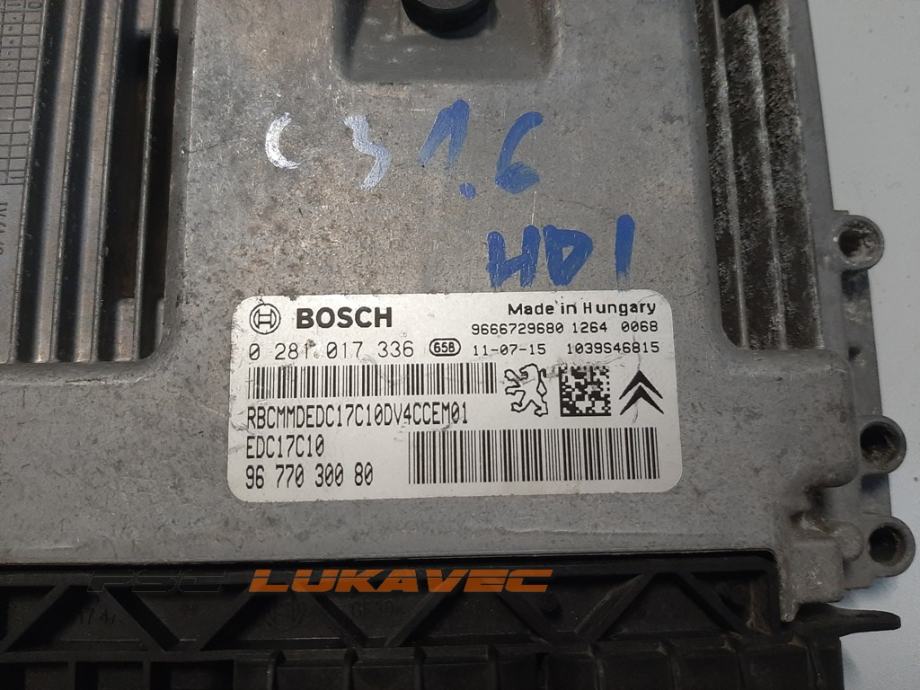 C3 1.6
HDI
BOSCH
Made in Hungary
9666729680 1264 0068
0 281 017 336 658 11-07-15 1039S46815
RBCMMDEDC17C10DV4CCEM01
EDC17C10
96 770 300 80
PSC LUKAVEC